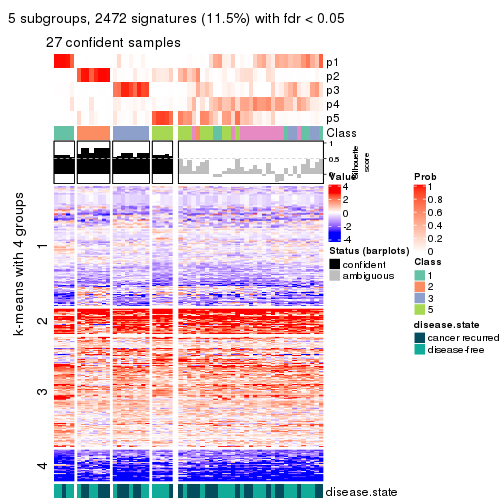 5 subgroups, 2472 signatures (11.5%) with fdr < 0.05
27 confident samples
p1
p2
p3
p4
p5
Class
1
0.5
0
Silhouette
score
k-means with 4 groups
1
2
3
4
disease.state
Value
4
2
0
-2
-4
Status (barplots)
confident
ambiguous
Prob
1
0.8
0.6
0.4
0.2
0
Class
1
2
3
5
disease.state
cancer recurred
disease-free